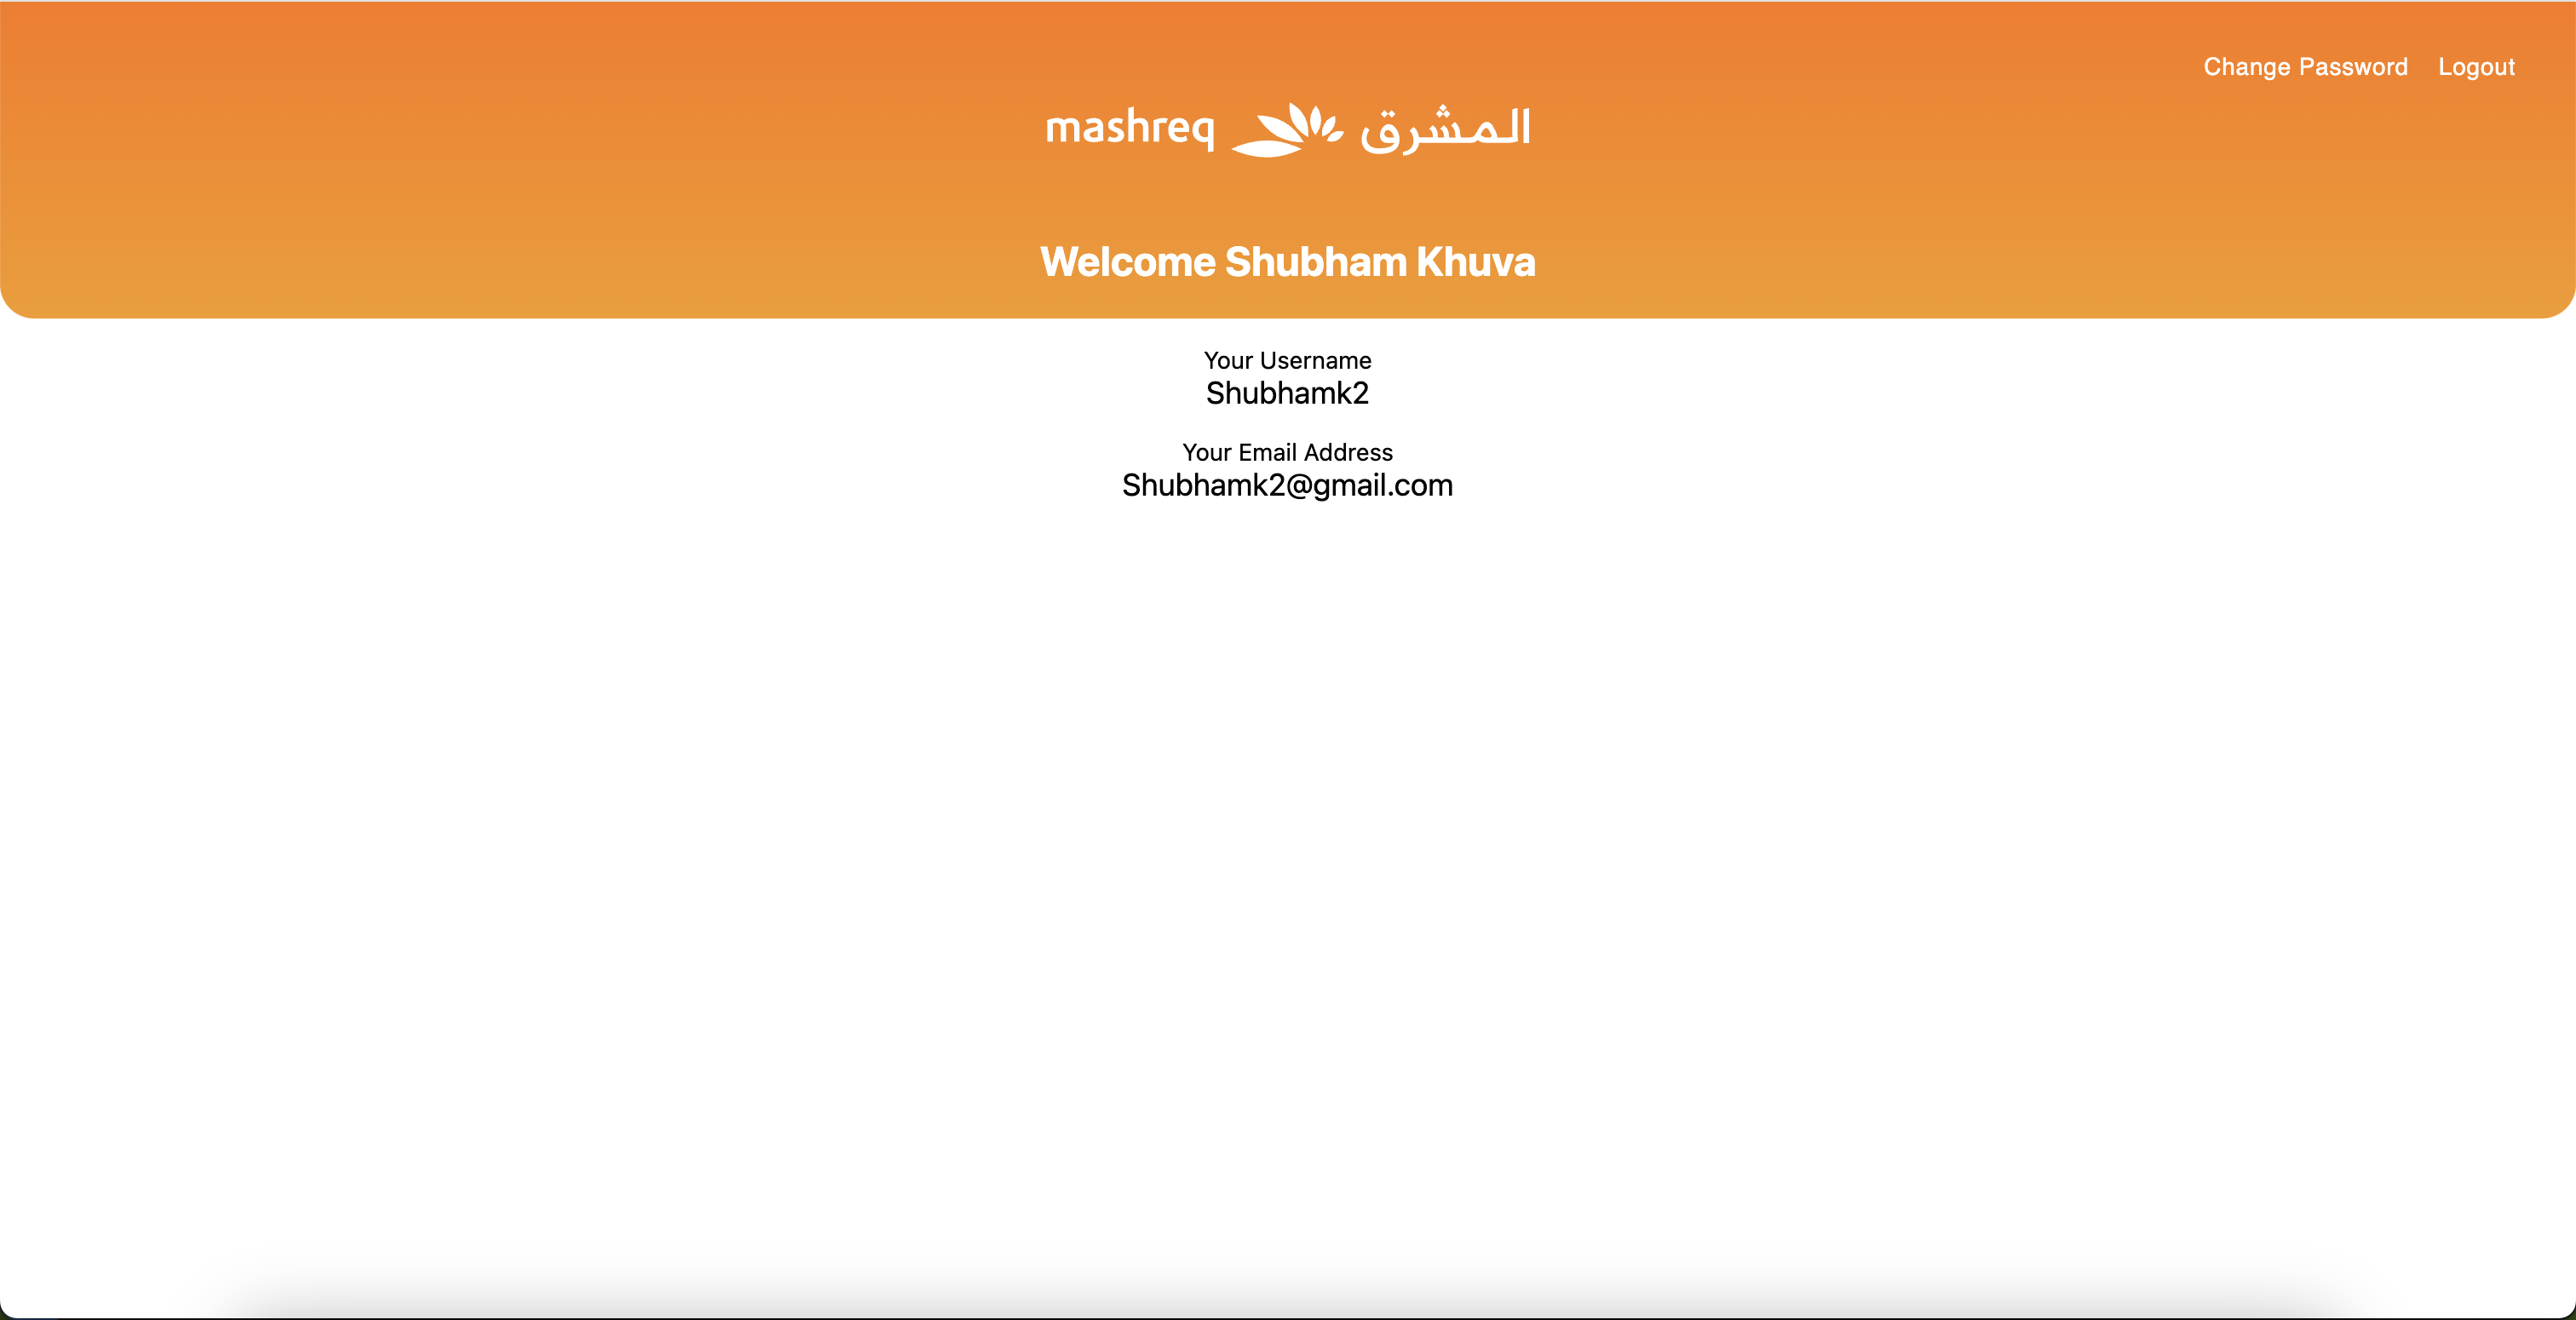 Change Password Logout
mashreq المشرق
Welcome Shubham Khuva
Your Username
Shubhamk2
Your Email Address
Shubhamk2@gmail.com